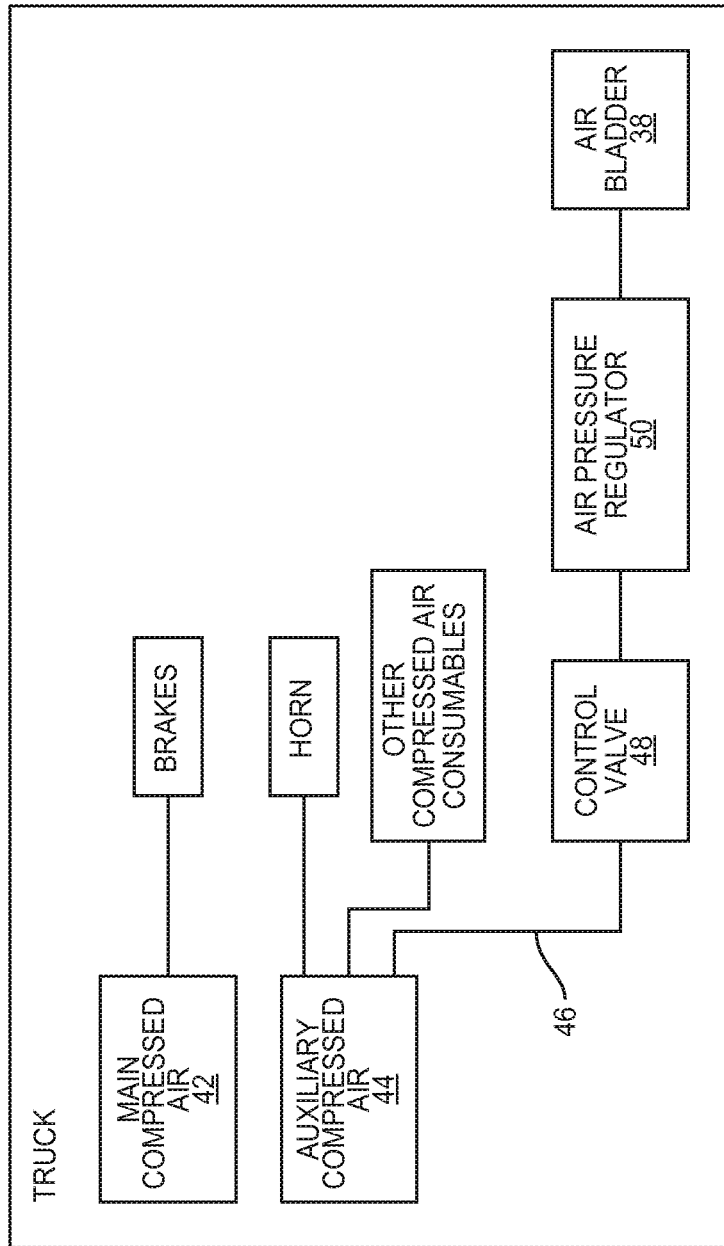 TRUCK
MAIN
COMPRESSED
AIR
42
BRAKES
AUXILIARY
COMPRESSED
AIR
44
HORN
OTHER
COMPRESSED AIR
CONSUMABLES
46
CONTROL
VALVE
48
AIR PRESSURE
REGULATOR
50
AIR
BLADDER
38